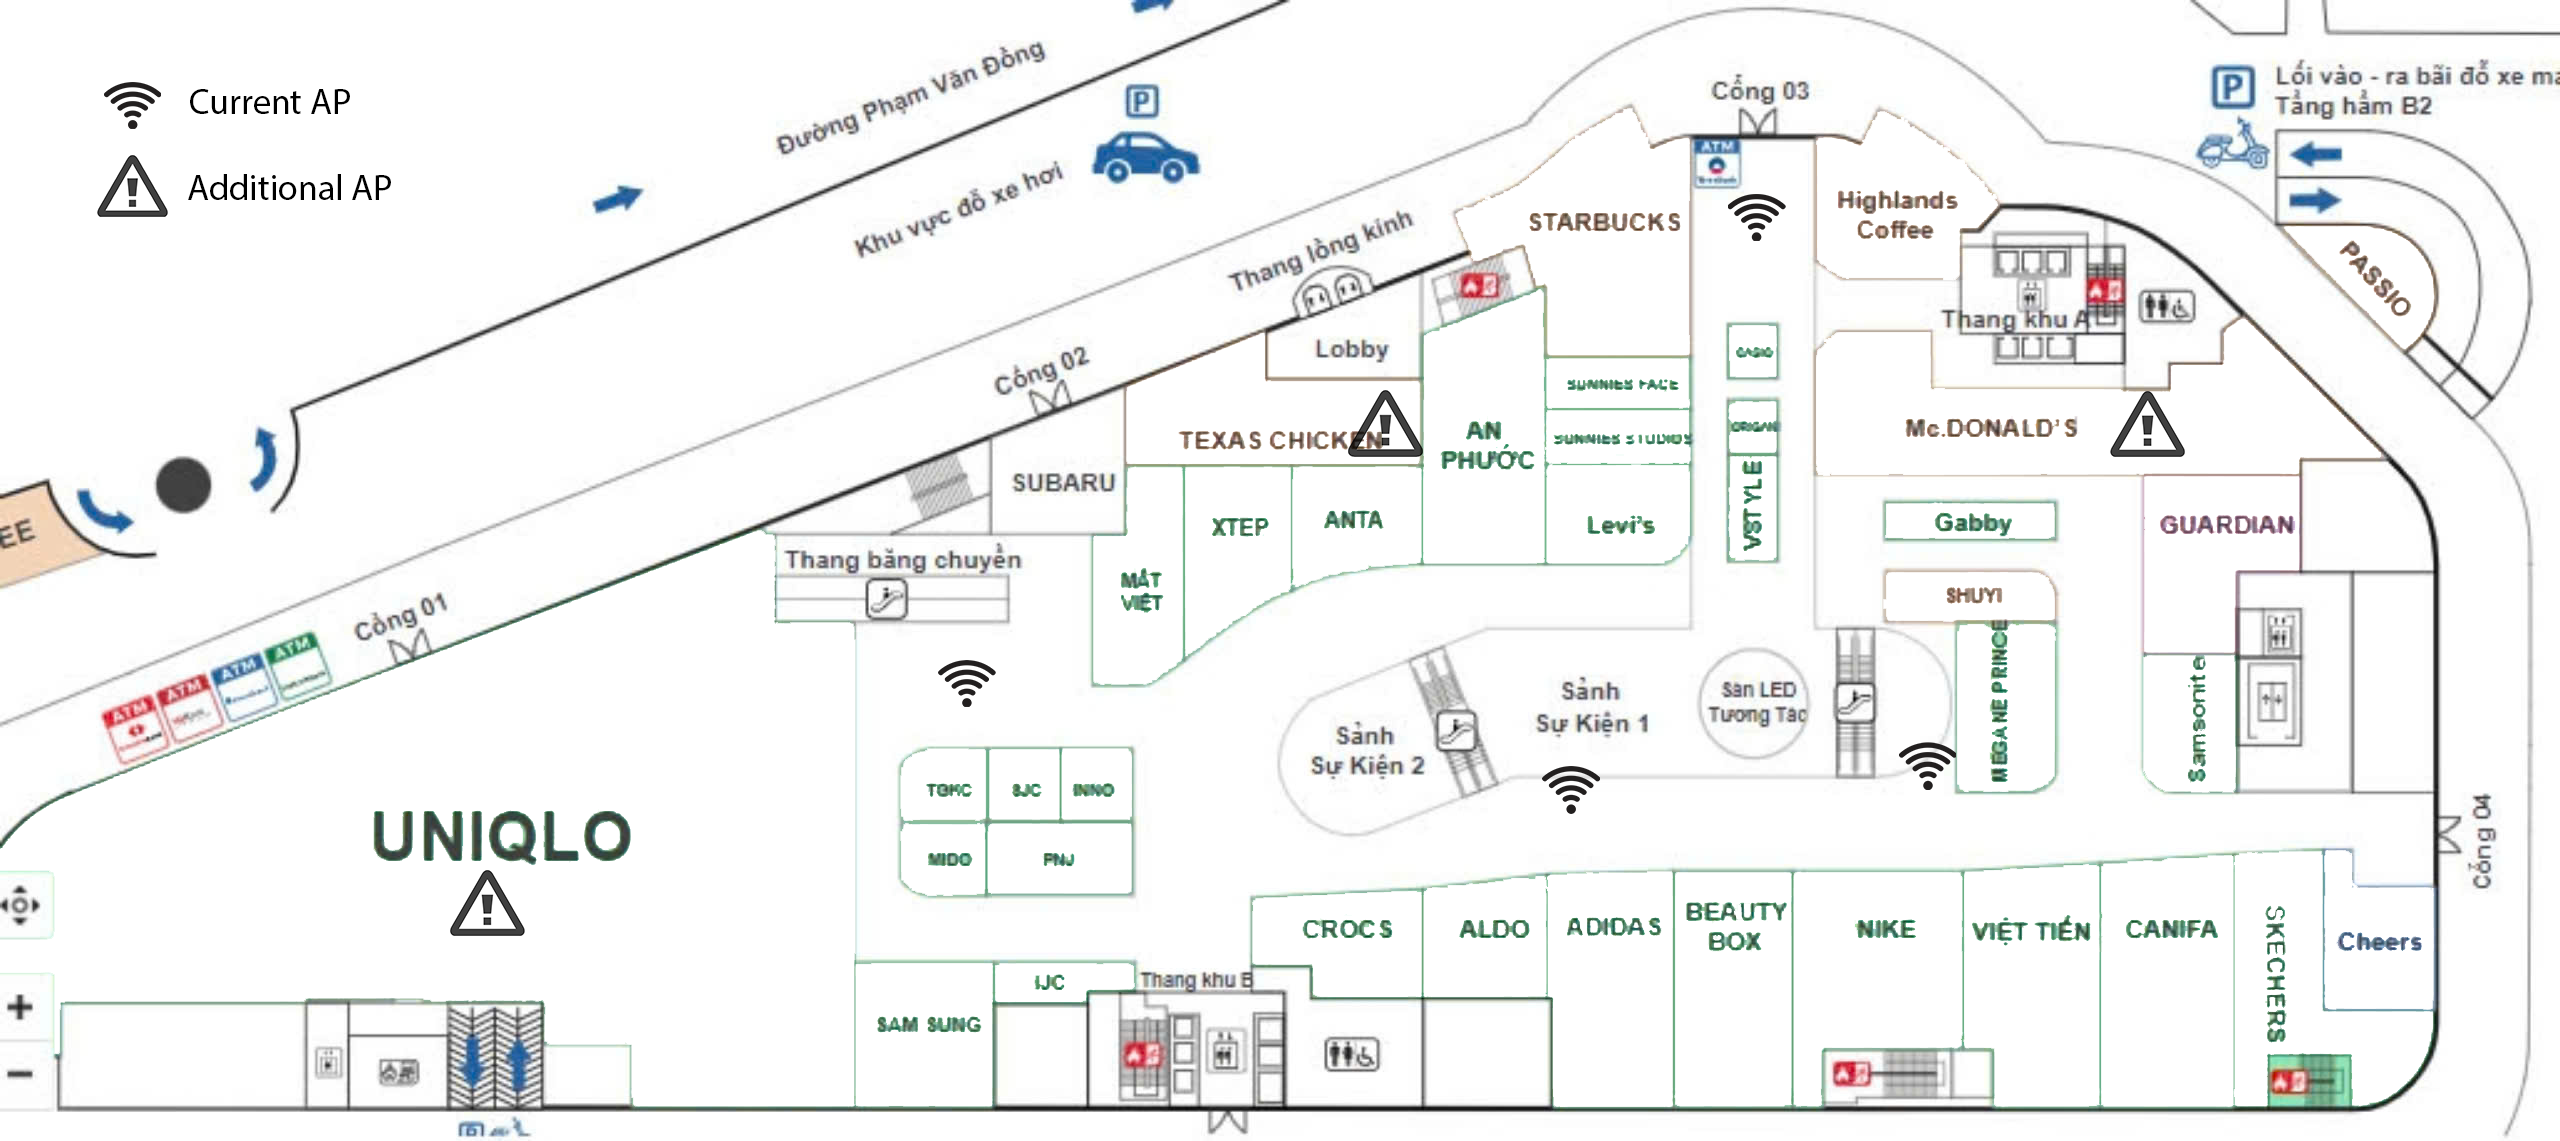 Current AP
Additional AP
Đường Phạm Văn Đồng
P
Khu vực đỗ xe hơi
Thang lồng kính
Cổng 03
P
Lối vào - ra bãi đỗ xe má
Tầng hầm B2
ATM
STARBUCKS
Highlands
Coffee
PASSIO
Thang khu A
Lobby
CASIO
Cổng 02
SUNNIES FACE
TEXAS CHICKEN
AN
PHƯỚC
SUNNIES STUDIOS
ORIGANI
Mc.DONALD'S
SUBARU
EE
XTEP
ANTA
Levi's
VSTYLE
Gabby
GUARDIAN
Thang băng chuyền
MẮT
VIỆT
SHUYI
Cổng 01
ATM
ATM
ATM
ATM
MEGANE PRINCE
Samsonite
Sảnh
Sự Kiện 1
Sàn LED
Tương Tác
Sảnh
Sự Kiện 2
TGKC
SJC
INNO
UNIQLO
MIDO
PNJ
Cổng 04
CROCS
ALDO
ADIDAS
BEAUTY
BOX
NIKE
VIỆT TIẾN
CANIFA
SKECHERS
Cheers
IJC
Thang khu B
SAM SUNG